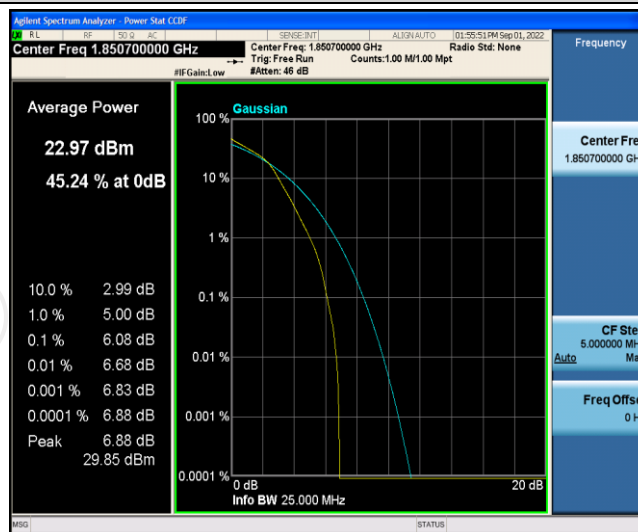 Agilent Spectrum Analyzer - Power Stat CCDF
RL RF 50 Ω AC SENSE:INT ALIGN AUTO 01:55:51 PM Sep 01, 2022
Center Freq 1.850700000 GHz
Center Freq: 1.850700000 GHz Radio Std: None
Trig: Free Run Counts:1.00 M/1.00 Mpt
#IFGain:Low #Atten: 46 dB
Frequency
Average Power
22.97 dBm
45.24 % at 0dB
10.0 % 2.99 dB
1.0 % 5.00 dB
0.1 % 6.08 dB
0.01 % 6.68 dB
0.001 % 6.83 dB
0.0001 % 6.88 dB
Peak 6.88 dB
29.85 dBm
Gaussian
100 %
10 %
1 %
0.1 %
0.01 %
0.001 %
0.0001 %
0 dB 20 dB
Info BW 25.000 MHz
Center Fre
1.850700000 GH
CF Ste
5.000000 MH
Auto Ma
Freq Offse
0 H
MSG STATUS